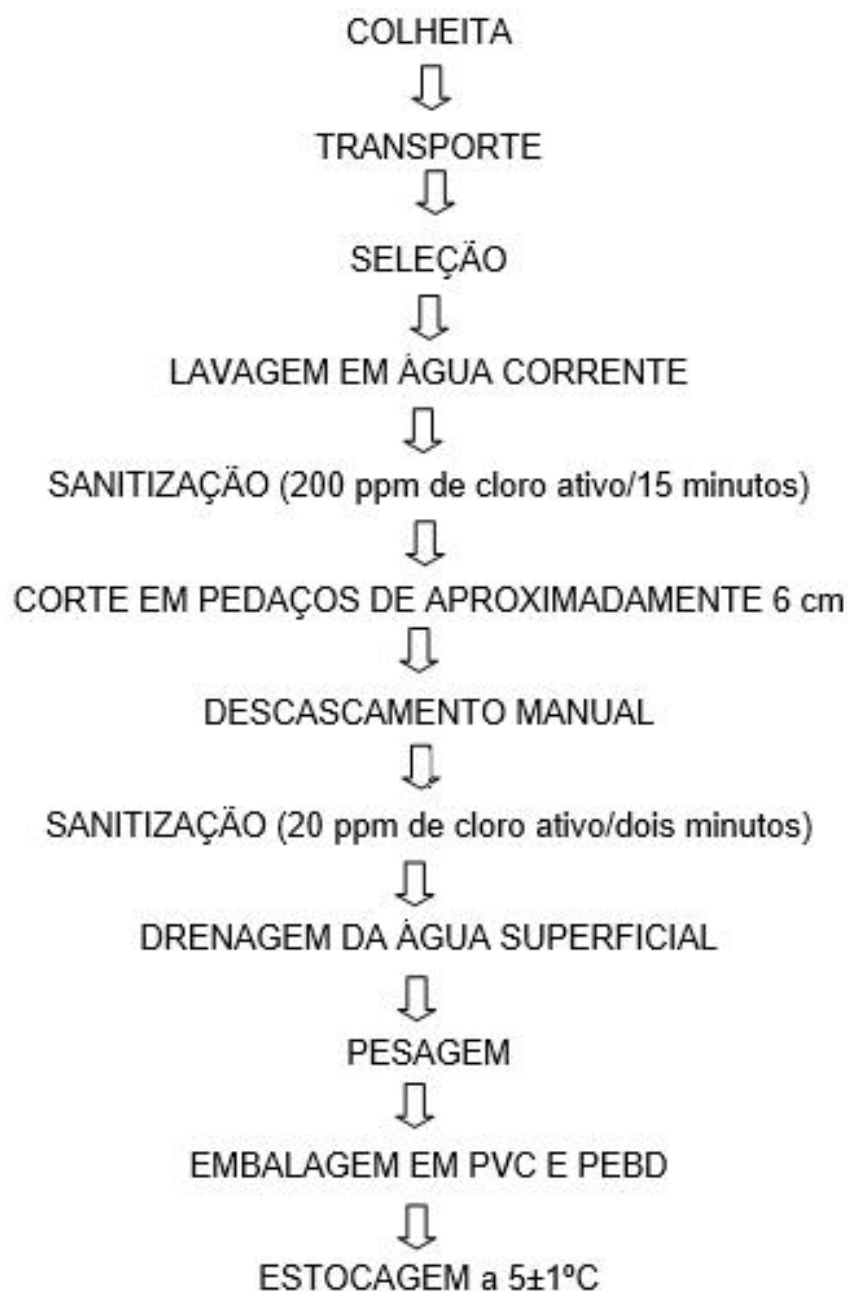 COLHEITA
TRANSPORTE
SELEÇÃO
LAVAGEM EM ÁGUA CORRENTE
SANITIZAÇÃO (200 ppm de cloro ativo/15 minutos)
CORTE EM PEDAÇOS DE APROXIMADAMENTE 6 cm
DESCASCAMENTO MANUAL
SANITIZAÇÃO (20 ppm de cloro ativo/dois minutos)
DRENAGEM DA ÁGUA SUPERFICIAL
PESAGEM
EMBALAGEM EM PVC E PEBD
ESTOCAGEM a 5±1ºC